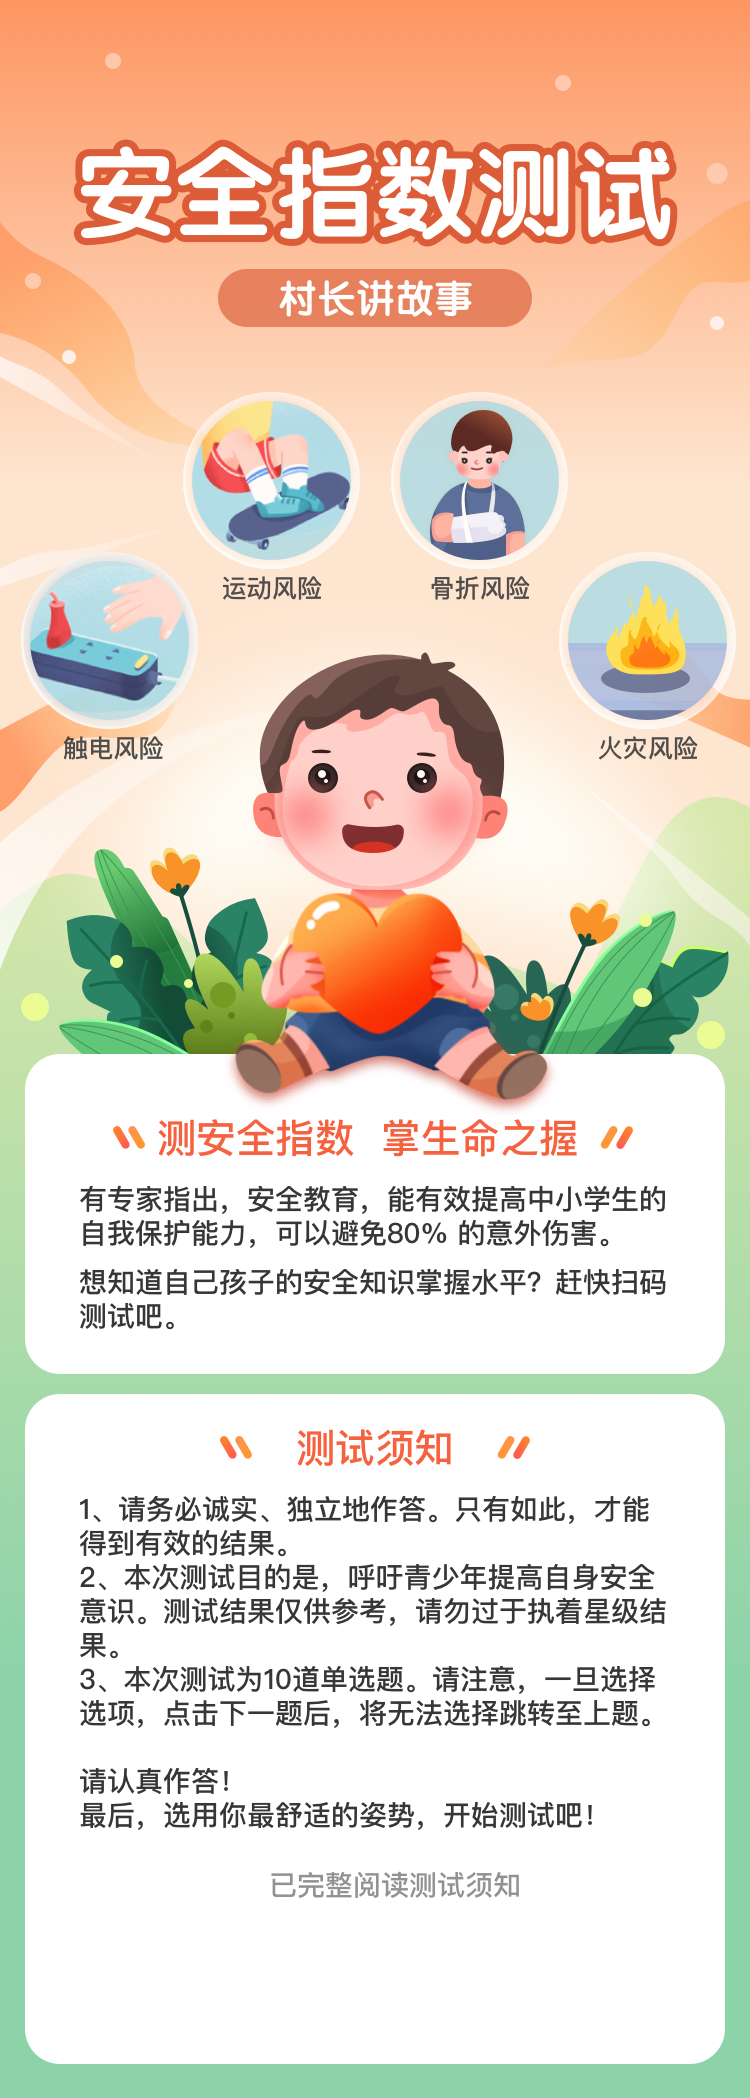 安全指数测试
村长讲故事
运动风险
骨折风险
触电风险
火灾风险
测安全指数 掌生命之握
有专家指出，安全教育，能有效提高中小学生的
自我保护能力，可以避免80% 的意外伤害。
想知道自己孩子的安全知识掌握水平？赶快扫码
测试吧。
测试须知
1、请务必诚实、独立地作答。只有如此，才能
得到有效的结果。
2、本次测试目的是，呼吁青少年提高自身安全
意识。测试结果仅供参考，请勿过于执着星级结
果。
3、本次测试为10道单选题。请注意，一旦选择
选项，点击下一题后，将无法选择跳转至上题。
请认真作答！
最后，选用你最舒适的姿势，开始测试吧！
已完整阅读测试须知